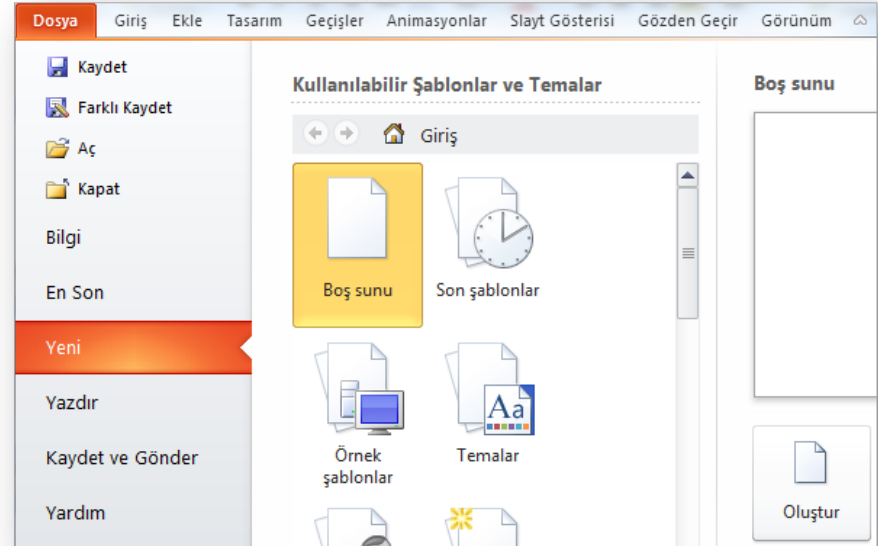 Dosya Giriş Ekle Tasarım Geçişler Animasyonlar Slayt Gösterisi Gözden Geçir Görünüm
Kaydet
Farklı Kaydet
Aç
Kapat
Bilgi
En Son
Yeni
Yazdır
Kaydet ve Gönder
Yardım
Kullanılabilir Şablonlar ve Temalar
Giriş
Boş sunu
Son şablonlar
Örnek
şablonlar
Aa
Temalar
Boş sunu
Oluştur